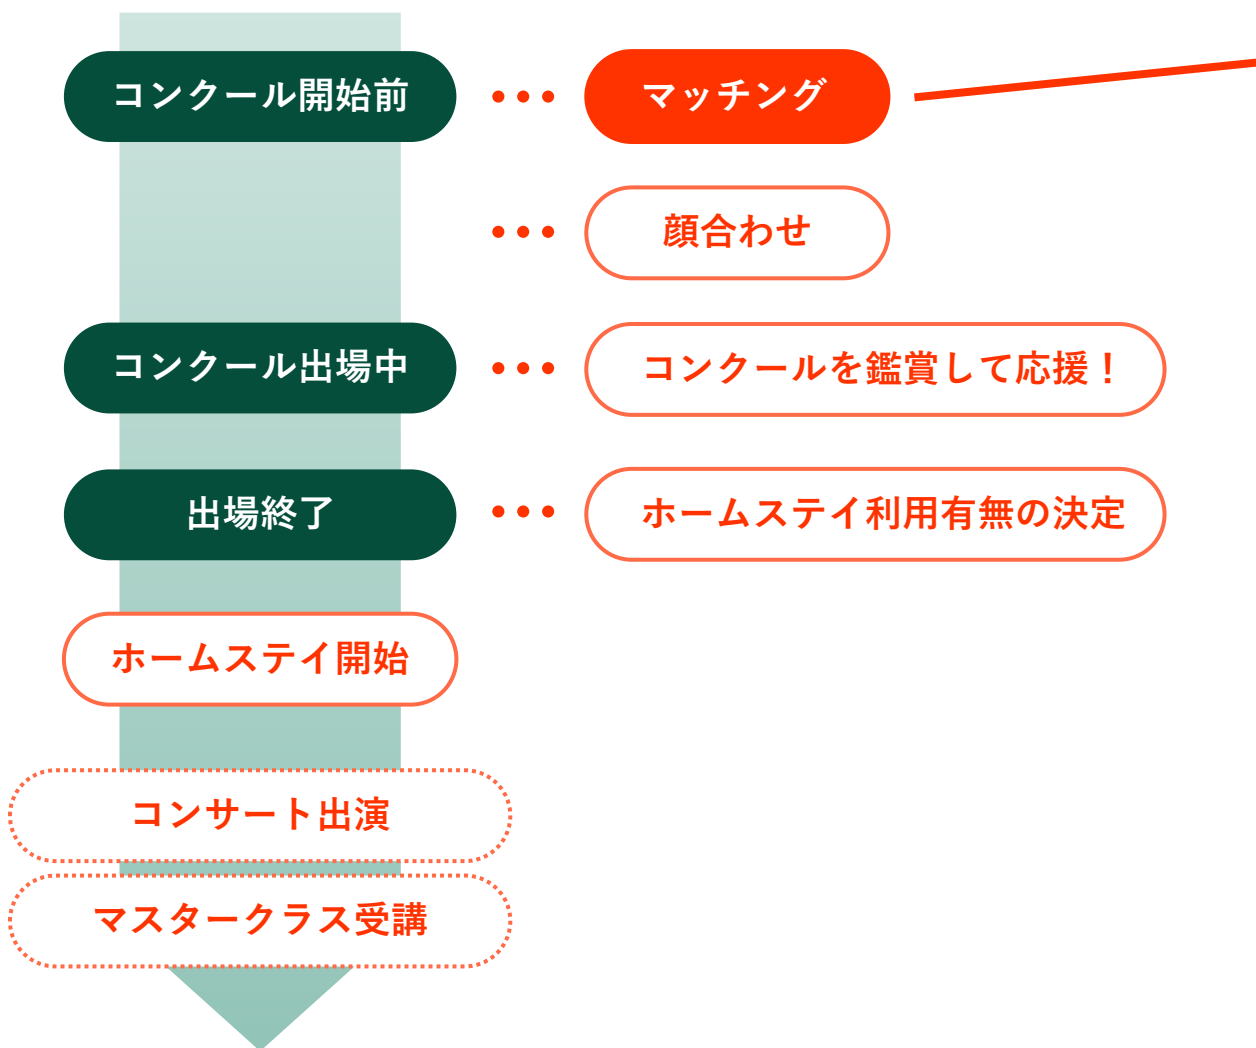 コンクール開始前
マッチング
顔合わせ
コンクール出場中
コンクールを鑑賞して応援！
出場終了
ホームステイ利用有無の決定
ホームステイ開始
コンサート出演
マスタークラス受講